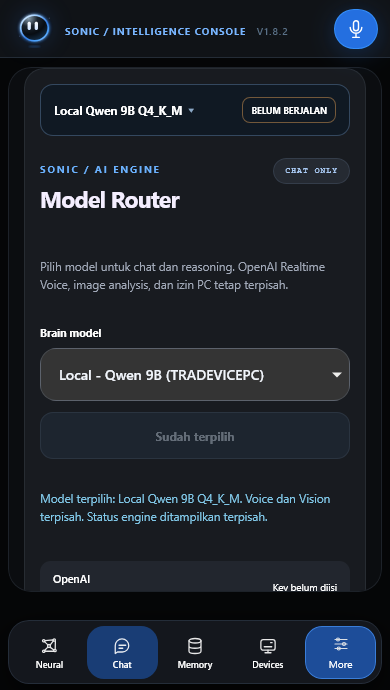 SONIC / INTELLIGENCE CONSOLE V1.8.2
Local Qwen 9B Q4_K_M
BELUM BERJALAN
SONIC / AI ENGINE
CHAT ONLY
Model Router
Pilih model untuk chat dan reasoning. OpenAI Realtime
Voice, image analysis, dan izin PC tetap terpisah.
Brain model
Local - Qwen 9B (TRADEVICEPC)
Sudah terpilih
Model terpilih: Local Qwen 9B Q4_K_M. Voice dan Vision
terpisah. Status engine ditampilkan terpisah.
OpenAI
Key belum diisi
Neural
Chat
Memory
Devices
More